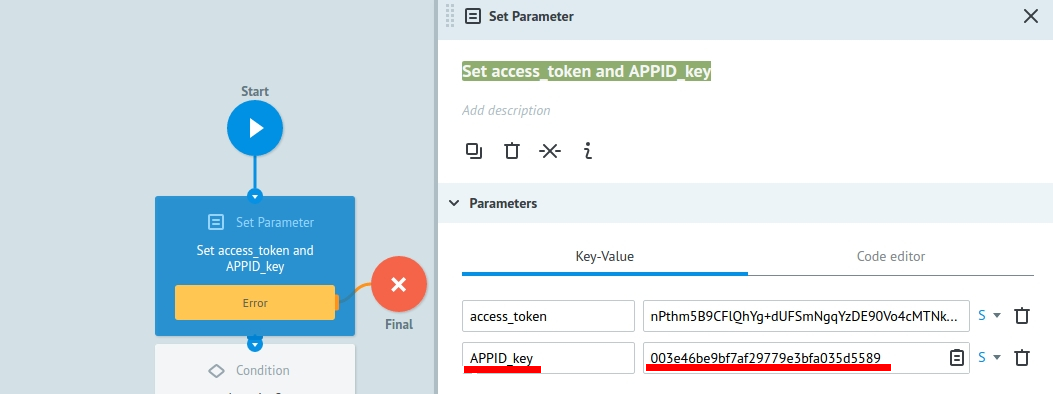 Start
Set Parameter
Set access_token and
APPID_key
Error
Final
Condition
Set Parameter
Set access_token and APPID_key
Add description
Parameters
Key-Value
Code editor
access_token
nPthm5B9CFlQhYg+dUFSmNgqYzDE90Vo4cMTNk...
S
APPID_key
003e46be9bf7af29779e3bfa035d5589
S